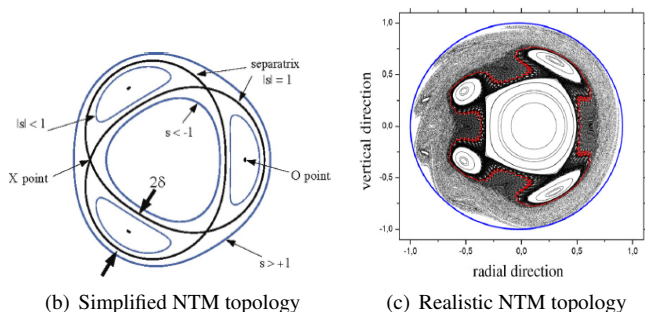 separatrix
|s| = 1
|s| < 1
s < -1
X point
2δ
O point
s > +1
(b) Simplified NTM topology
vertical direction
1,0
0,5
0,0
-0,5
-1,0
-1,0 -0,5 0,0 0,5 1,0
radial direction
(c) Realistic NTM topology